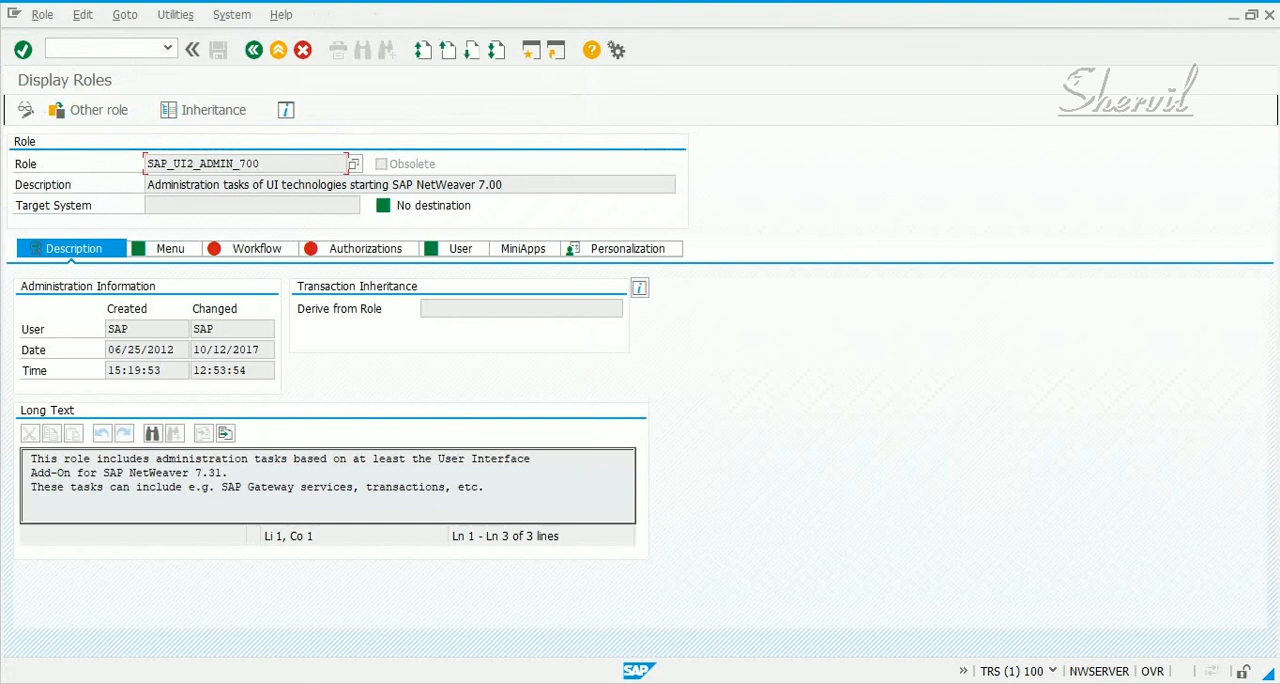 Role Edit Goto Utilities System Help
Display Roles
Shervil
Other role Inheritance
Role
Role SAP_UI2_ADMIN_700 Obsolete
Description Administration tasks of UI technologies starting SAP NetWeaver 7.00
Target System No destination
Description Menu Workflow Authorizations User MiniApps Personalization
Administration Information Transaction Inheritance
Created Changed Derive from Role
User SAP SAP
Date 06/25/2012 10/12/2017
Time 15:19:53 12:53:54
Long Text
This role includes administration tasks based on at least the User Interface
Add-On for SAP NetWeaver 7.31.
These tasks can include e.g. SAP Gateway services, transactions, etc.
Li 1, Co 1 Ln 1 - Ln 3 of 3 lines
SAP TRS (1) 100 NWSERVER OVR